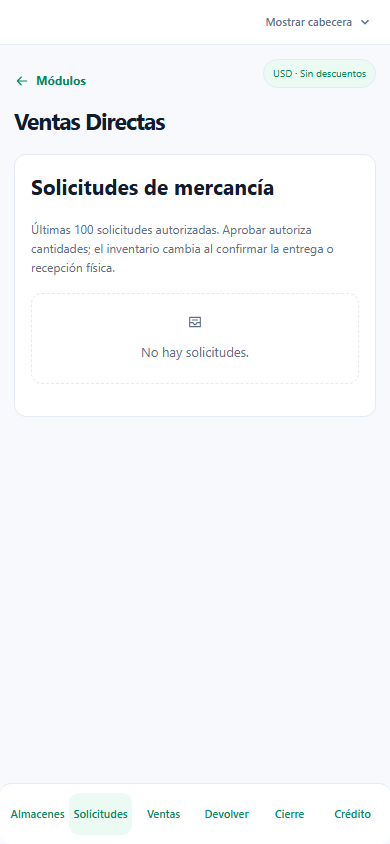 Mostrar cabecera
Módulos
USD · Sin descuentos
Ventas Directas
Solicitudes de mercancía
Últimas 100 solicitudes autorizadas. Aprobar autoriza
cantidades; el inventario cambia al confirmar la entrega o
recepción física.
No hay solicitudes.
Almacenes Solicitudes Ventas Devolver Cierre Crédito